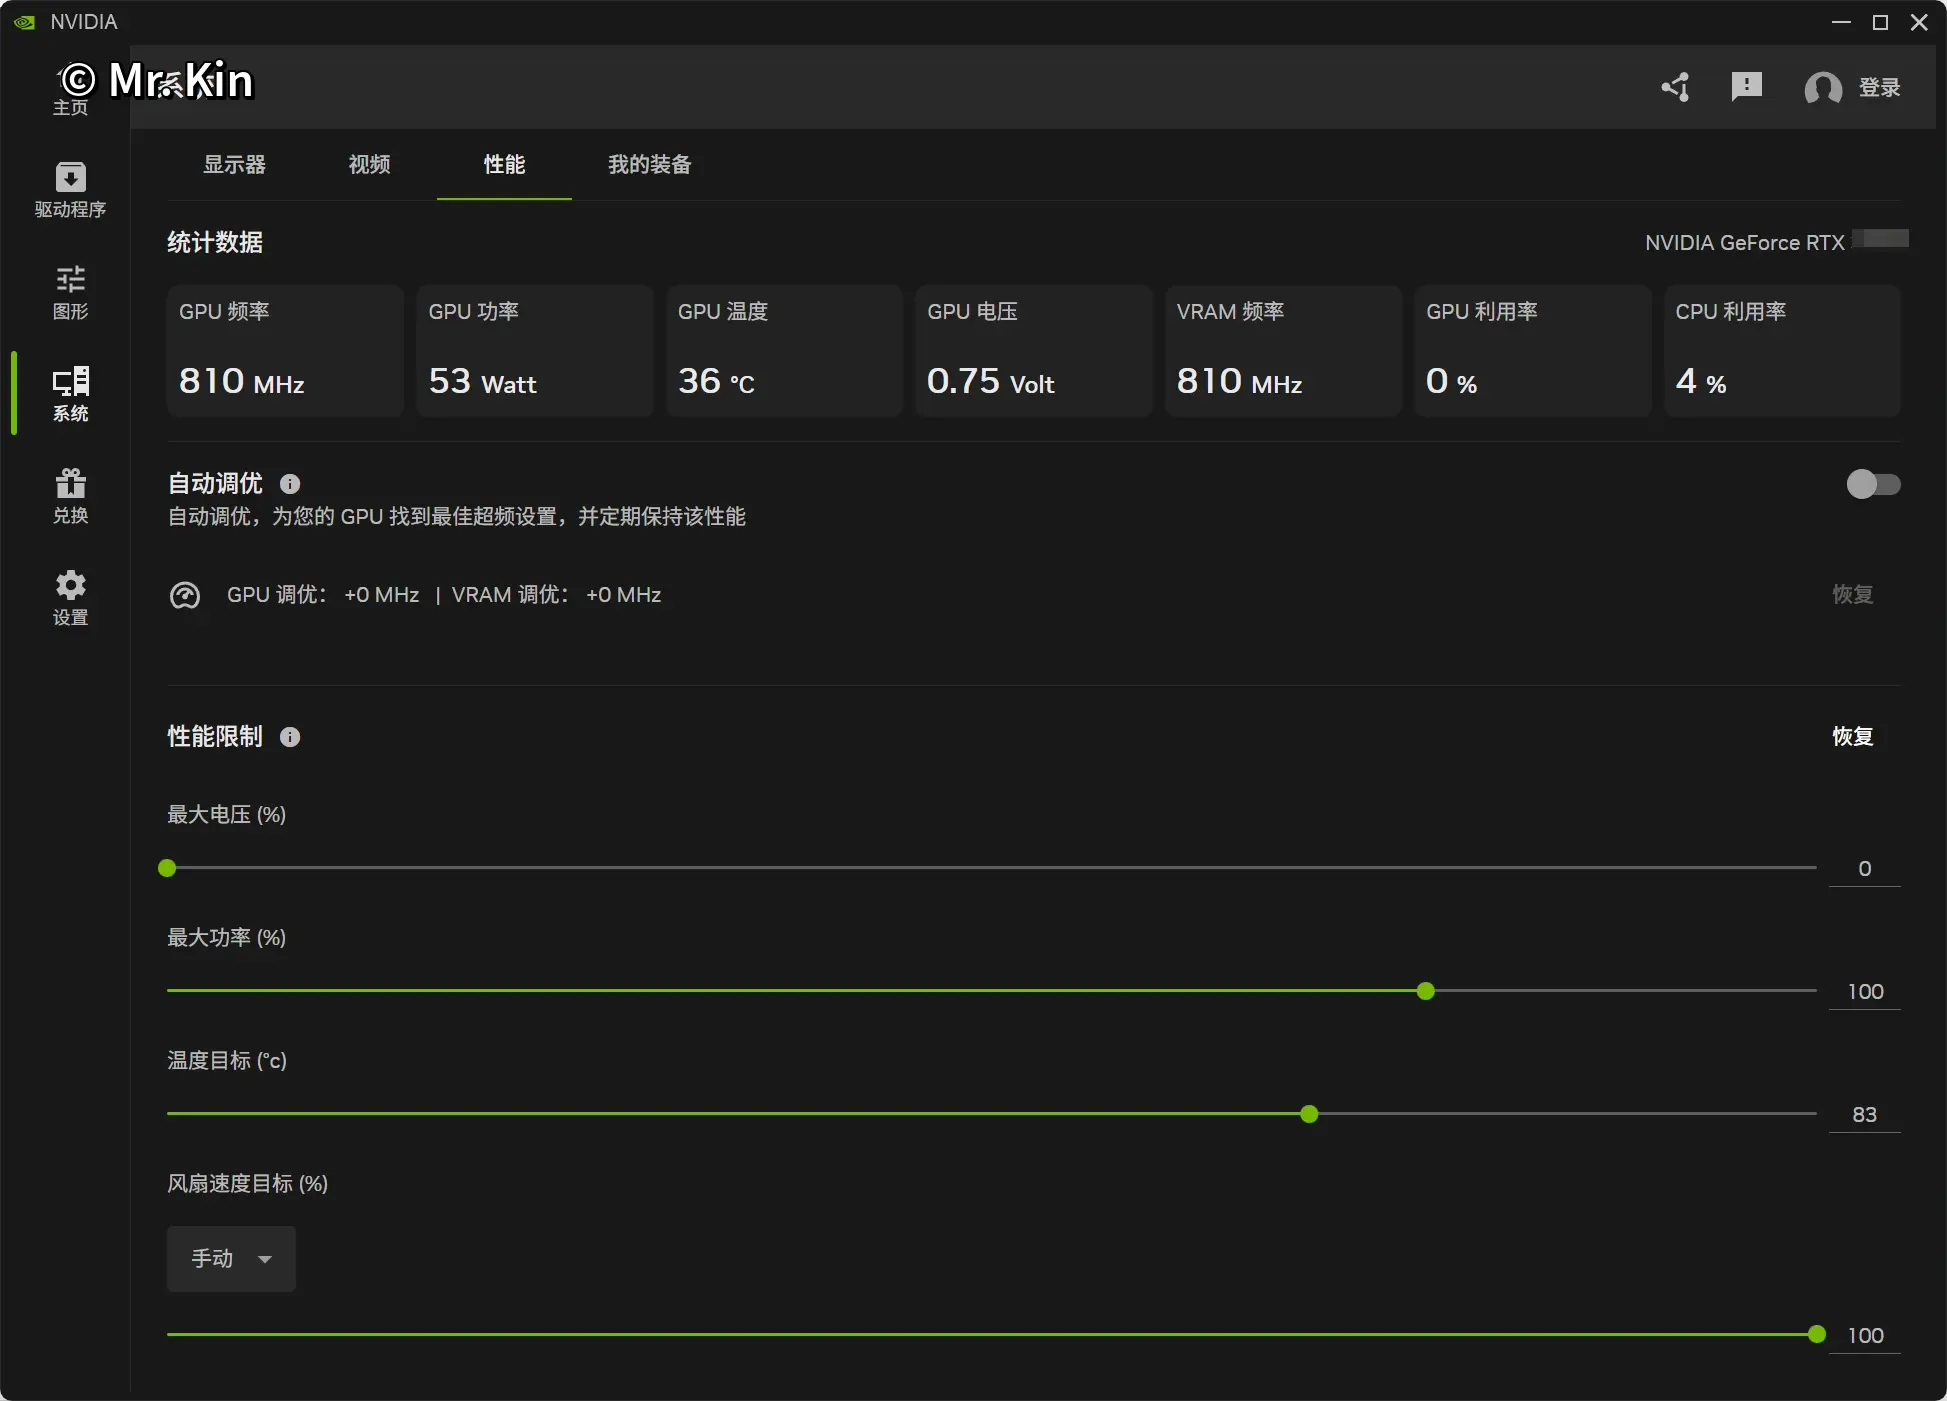 NVIDIA
© Mr.Kin
主页
登录
驱动程序
图形
系统
兑换
设置
显示器
视频
性能
我的装备
统计数据
NVIDIA GeForce RTX
GPU 频率
810 MHz
GPU 功率
53 Watt
GPU 温度
36 °C
GPU 电压
0.75 Volt
VRAM 频率
810 MHz
GPU 利用率
0 %
CPU 利用率
4 %
自动调优
自动调优，为您的 GPU 找到最佳超频设置，并定期保持该性能
GPU 调优： +0 MHz | VRAM 调优： +0 MHz
恢复
性能限制
恢复
最大电压 (%)
0
最大功率 (%)
100
温度目标 (°c)
83
风扇速度目标 (%)
手动
100